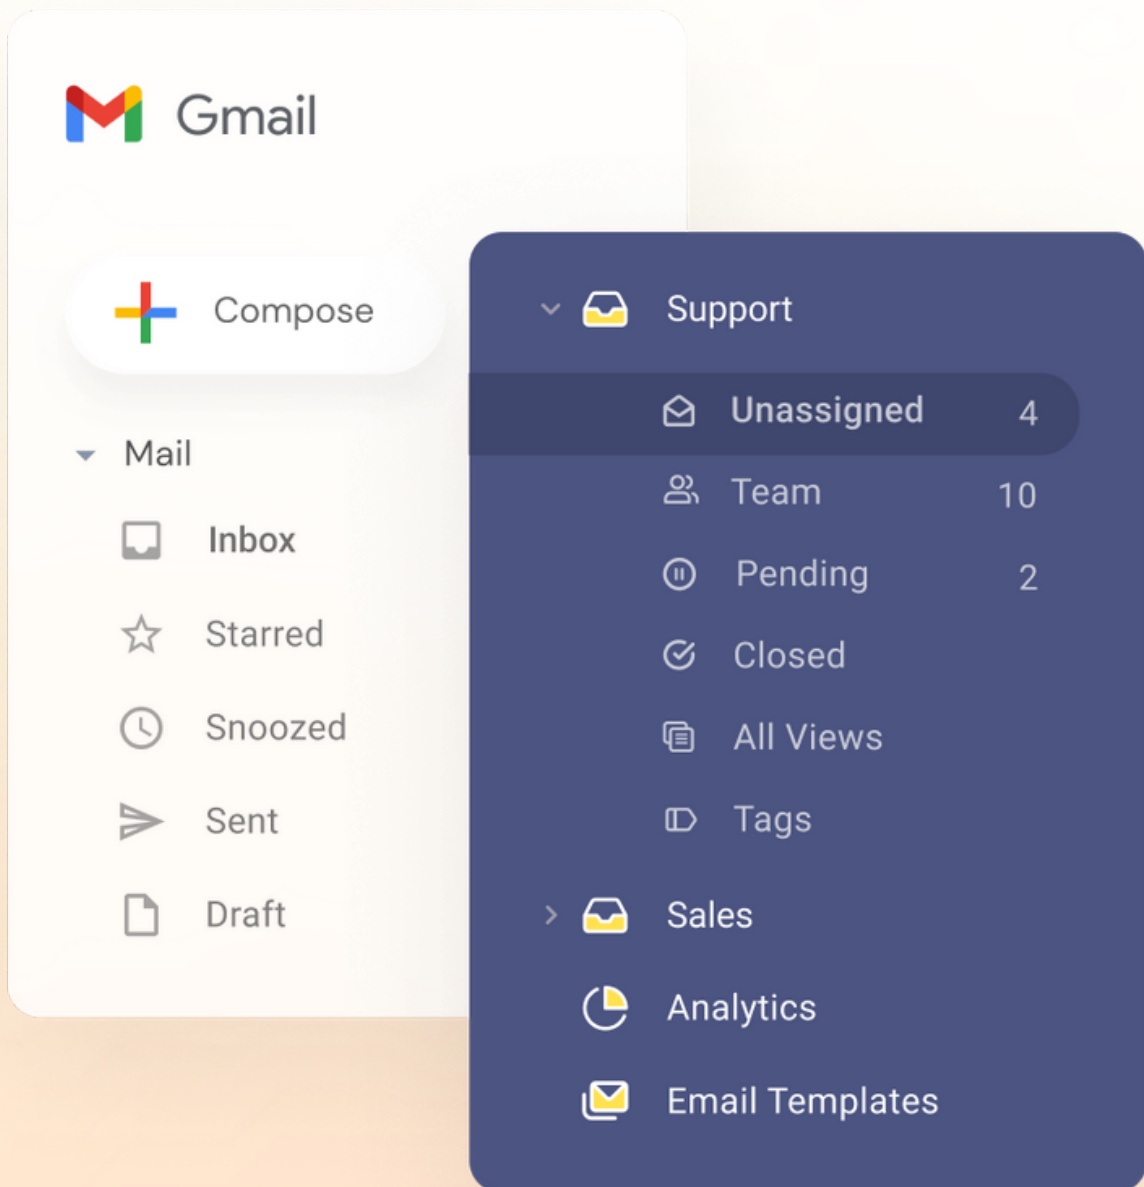 Gmail
Compose
Mail
Inbox
Starred
Snoozed
Sent
Draft
Support
Unassigned 4
Team 10
Pending 2
Closed
All Views
Tags
Sales
Analytics
Email Templates